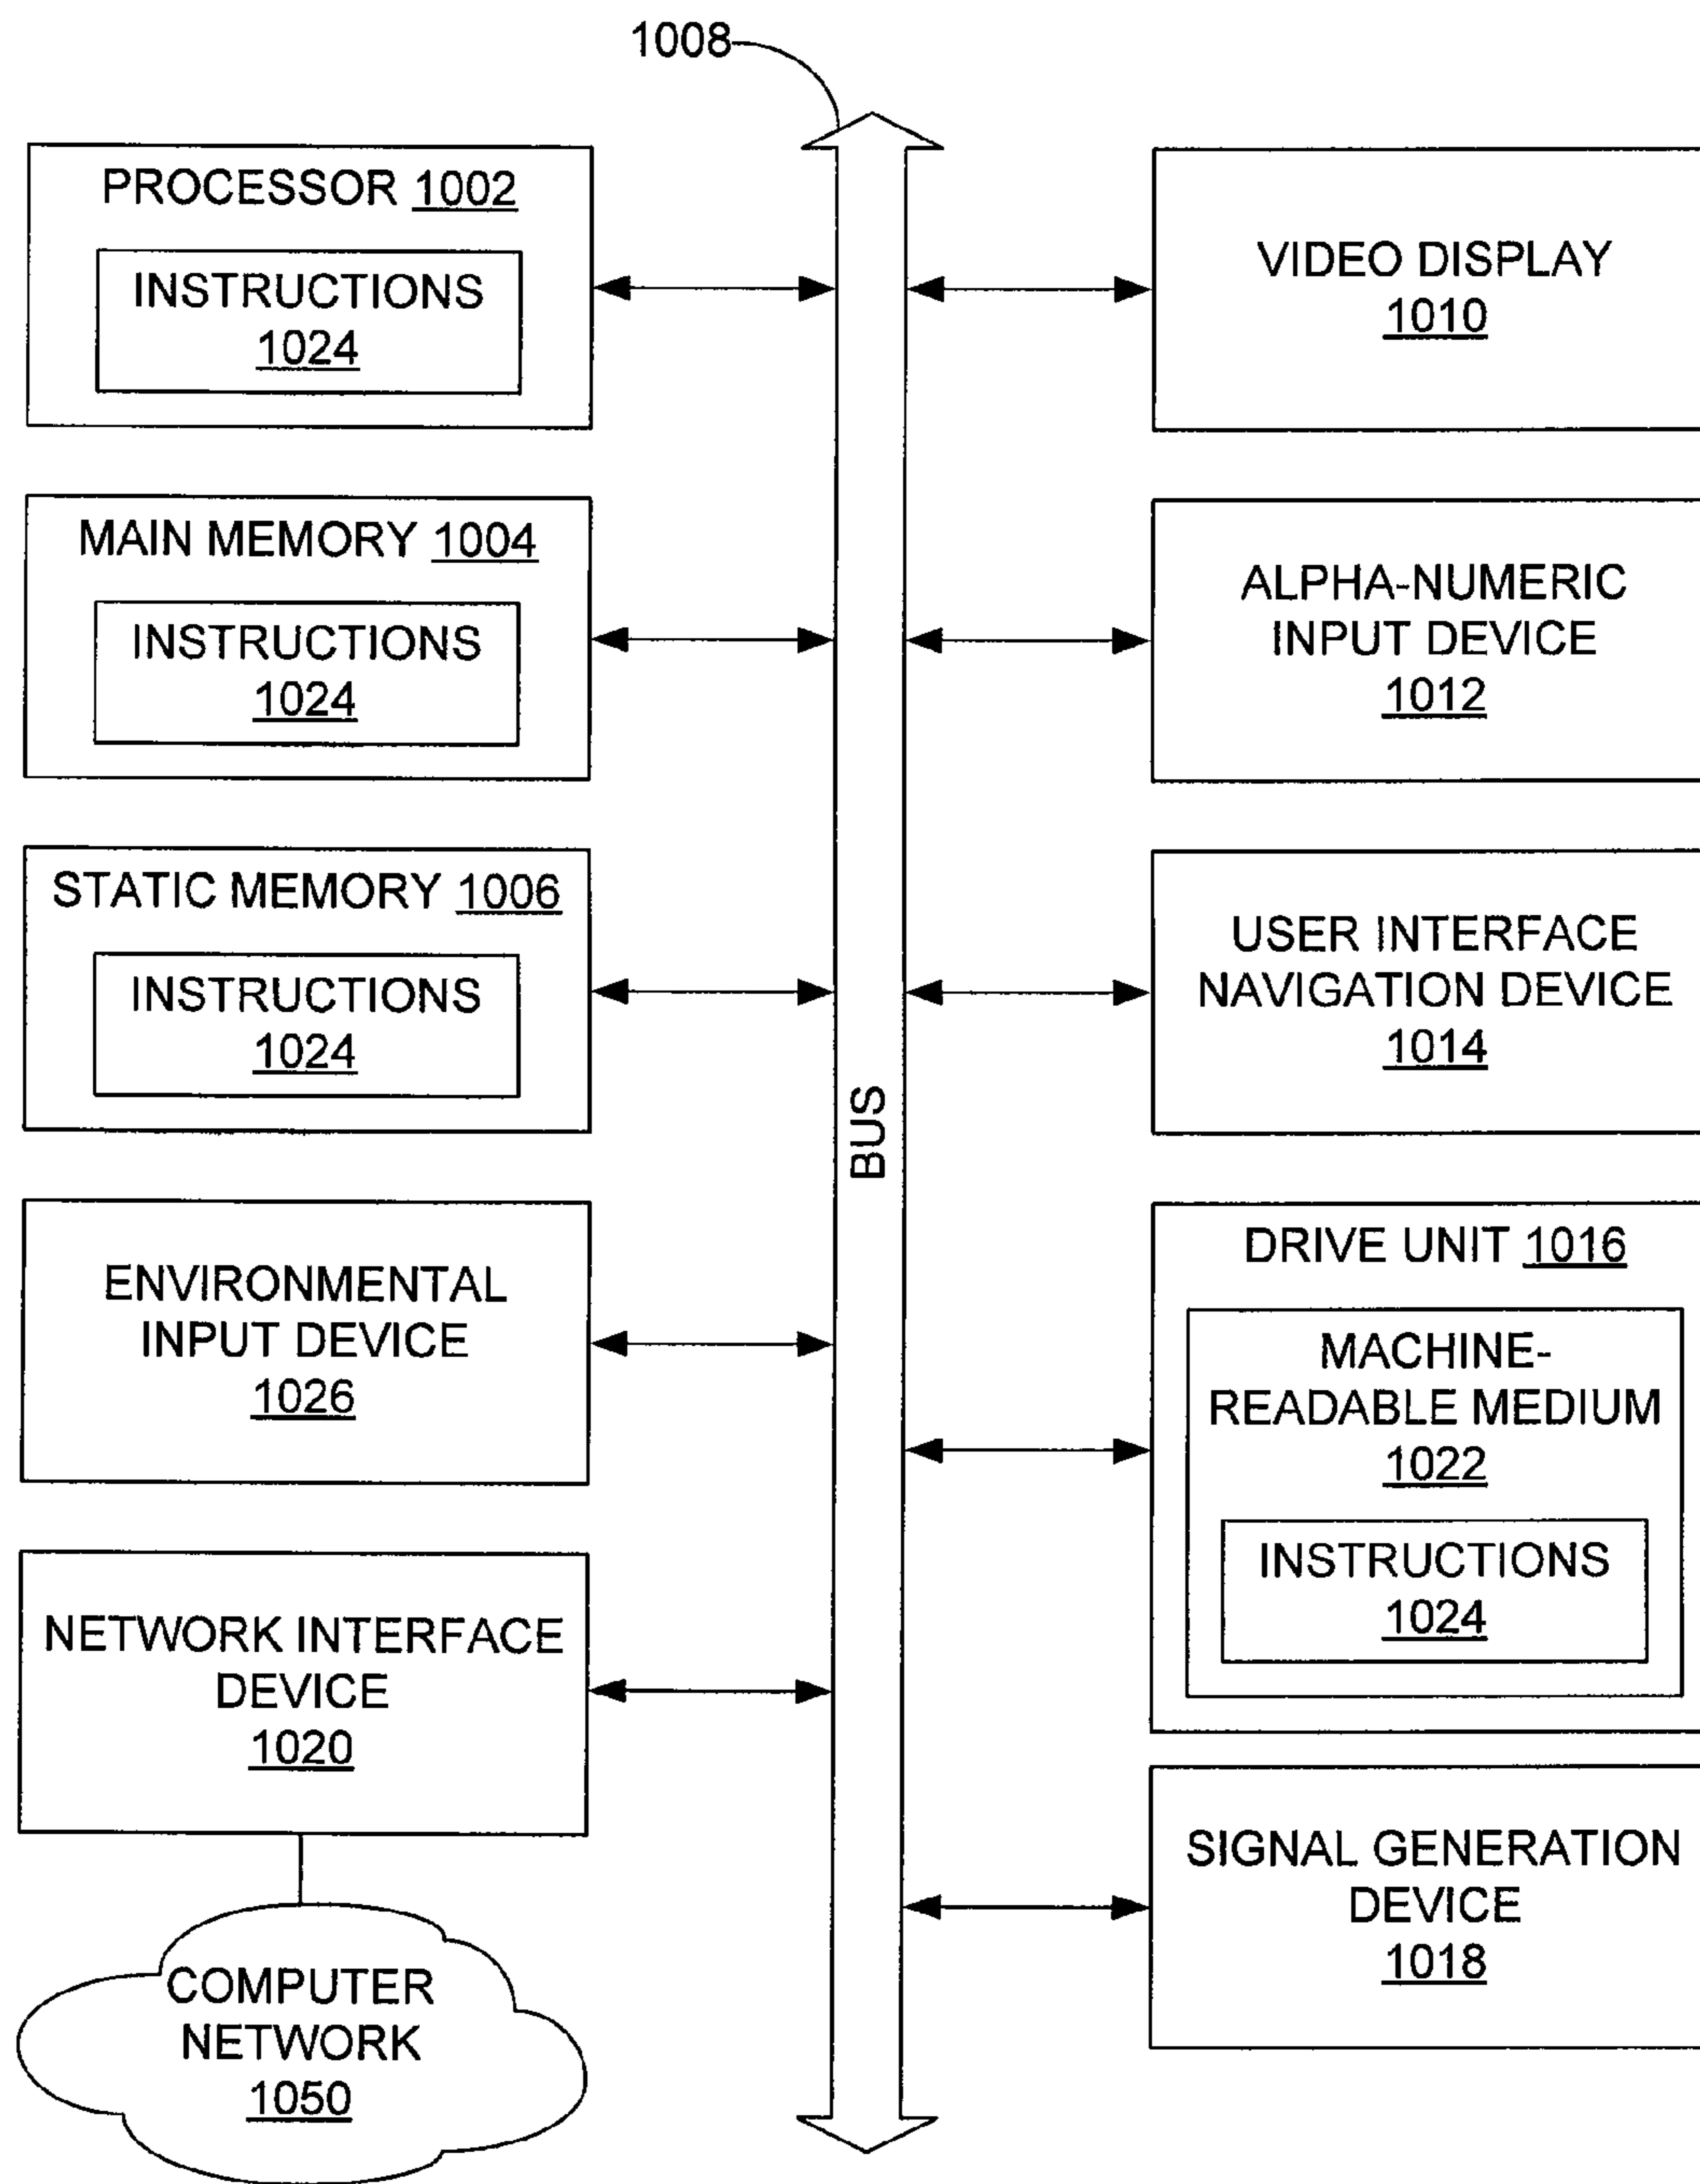 1008
PROCESSOR 1002
INSTRUCTIONS
1024
MAIN MEMORY 1004
INSTRUCTIONS
1024
STATIC MEMORY 1006
INSTRUCTIONS
1024
ENVIRONMENTAL
INPUT DEVICE
1026
NETWORK INTERFACE
DEVICE
1020
COMPUTER
NETWORK
1050
BUS
VIDEO DISPLAY
1010
ALPHA-NUMERIC
INPUT DEVICE
1012
USER INTERFACE
NAVIGATION DEVICE
1014
DRIVE UNIT 1016
MACHINE-
READABLE MEDIUM
1022
INSTRUCTIONS
1024
SIGNAL GENERATION
DEVICE
1018